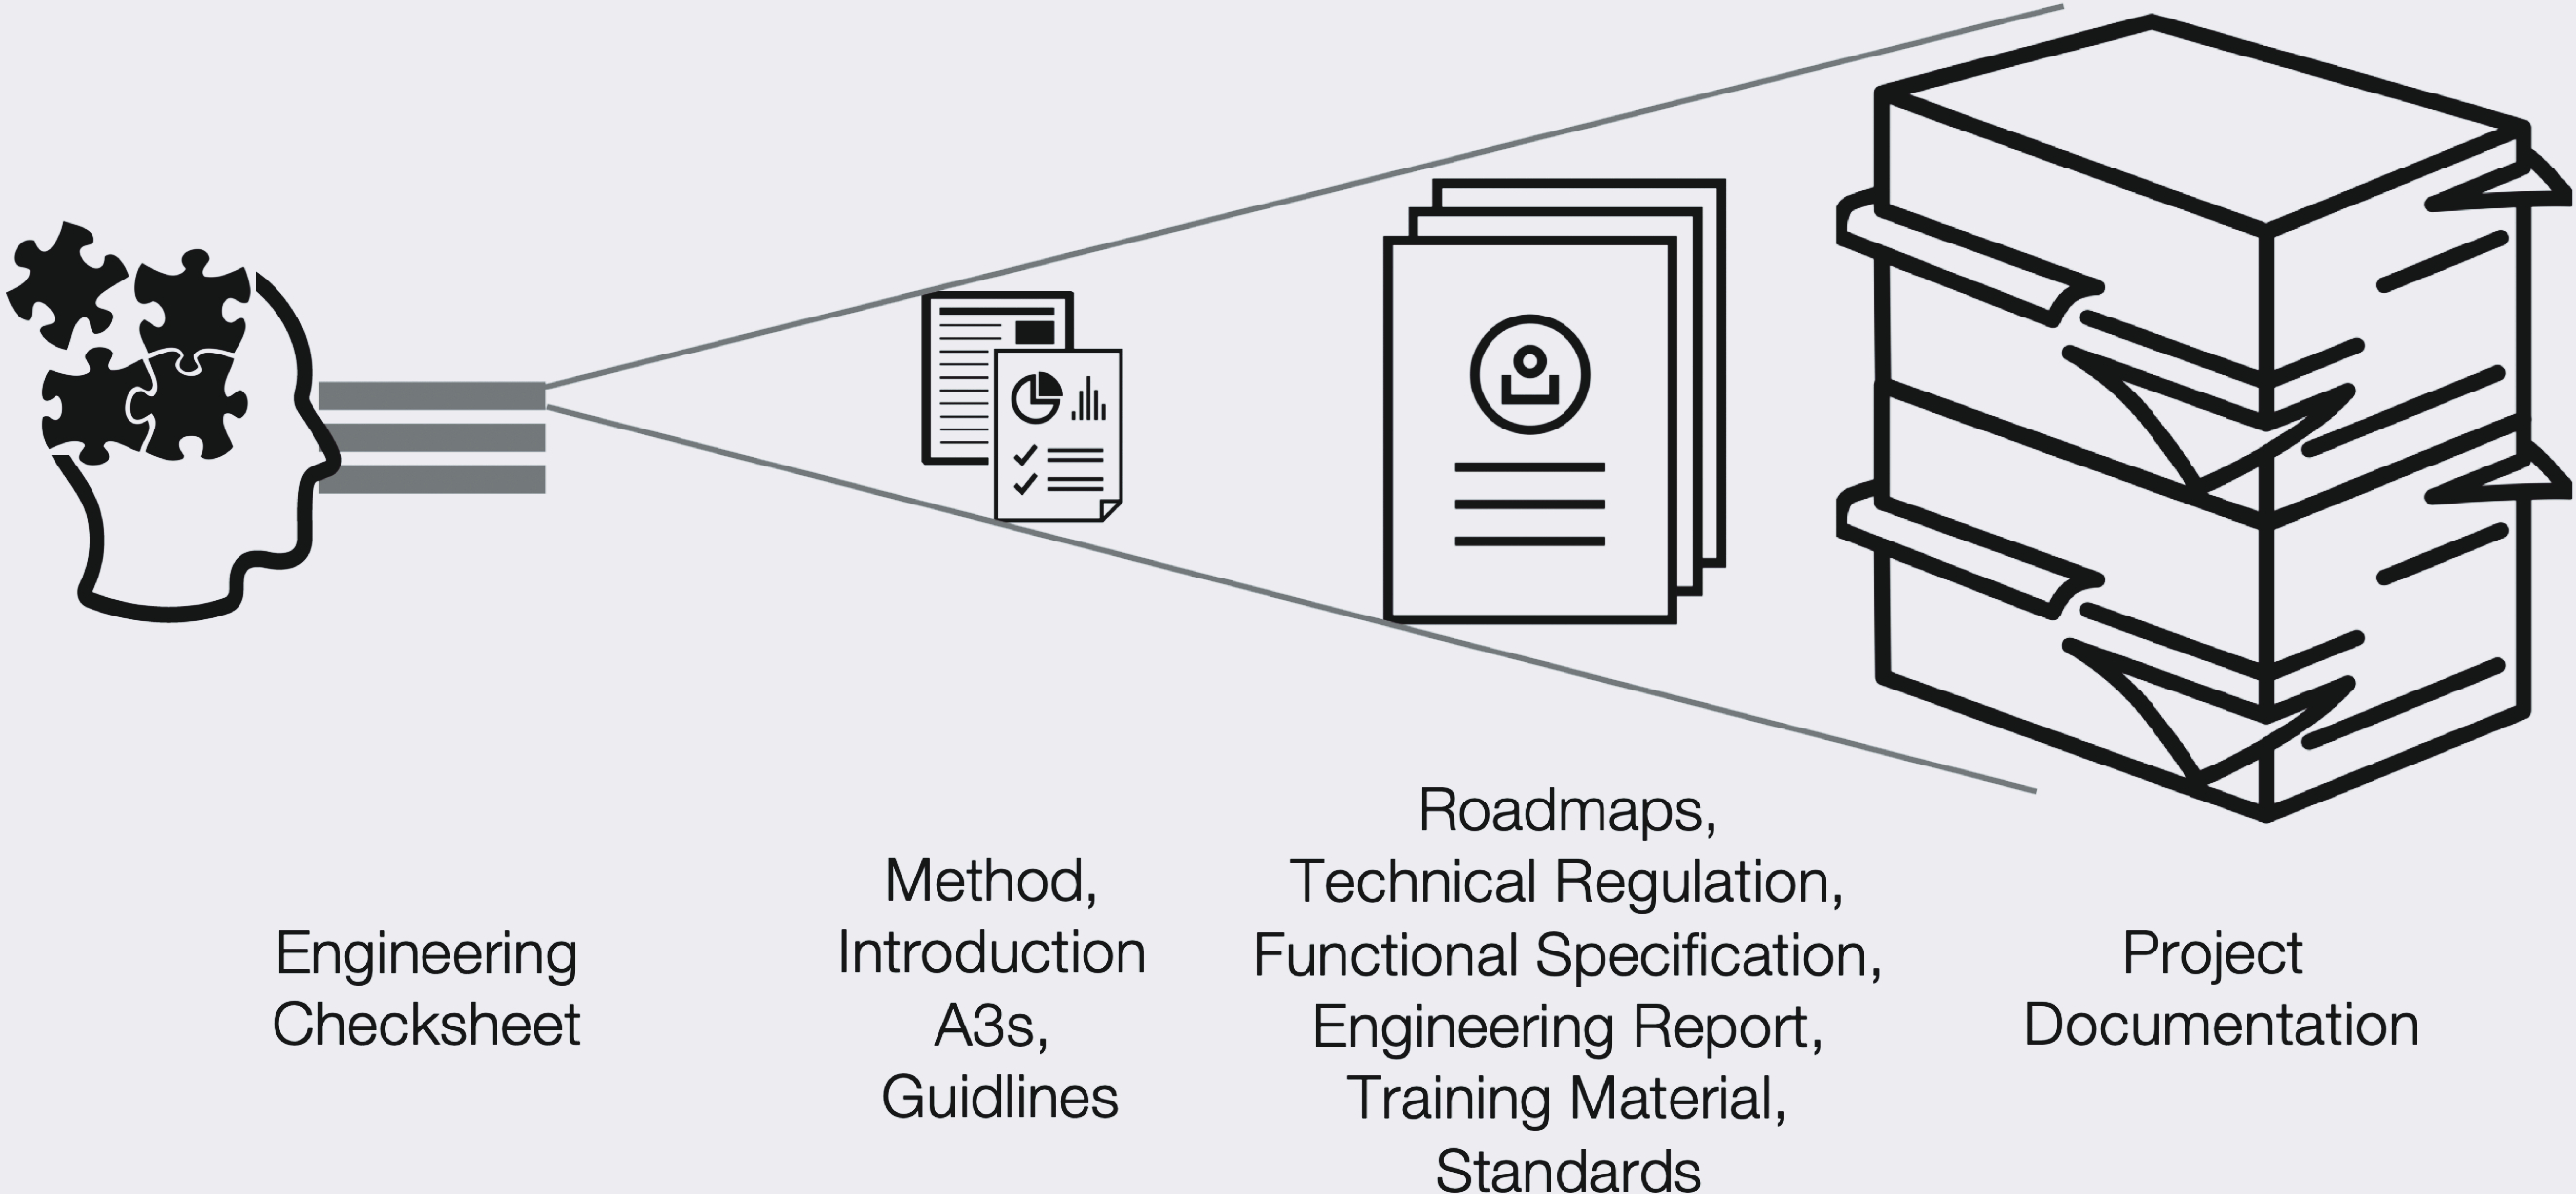 Engineering
Checksheet
Method,
Introduction
A3s,
Guidlines
Roadmaps,
Technical Regulation,
Functional Specification,
Engineering Report,
Training Material,
Standards
Project
Documentation